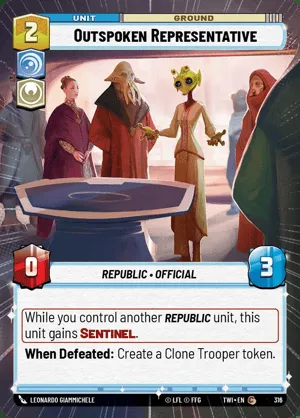 UNIT
GROUND
2
OUTSPOKEN REPRESENTATIVE
0
3
REPUBLIC • OFFICIAL
While you control another REPUBLIC unit, this
unit gains SENTINEL.
When Defeated: Create a Clone Trooper token.
LEONARDO GIAMMICHELE
© LFL © FFG
TWI • EN
C
316